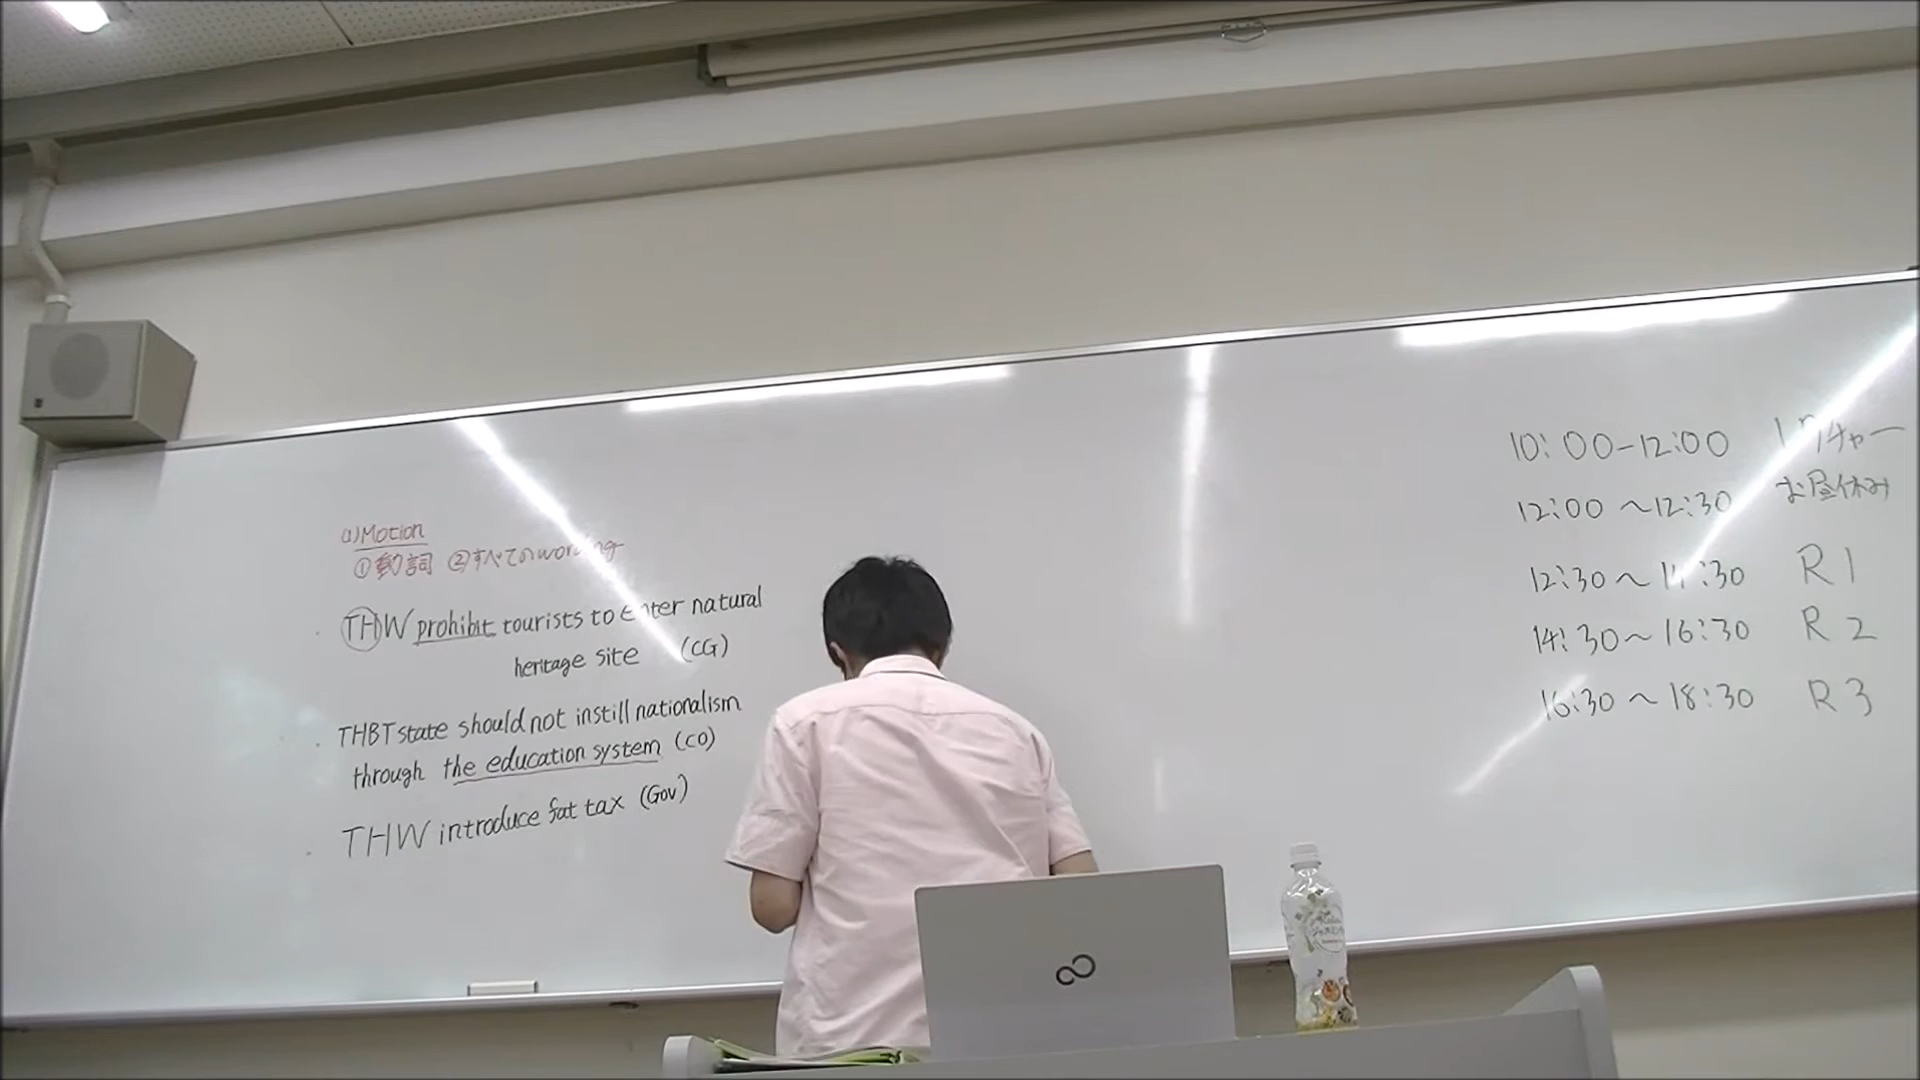 (1) Motion
①動詞 ②すべてのwording
THW prohibit tourists to enter natural
heritage site (CG)
THBT state should not instill nationalism
through the education system (CO)
THW introduce fat tax (Gov)
10:00-12:00 レクチャー
12:00～12:30 お昼休み
12:30～14:30 R1
14:30～16:30 R2
16:30～18:30 R3